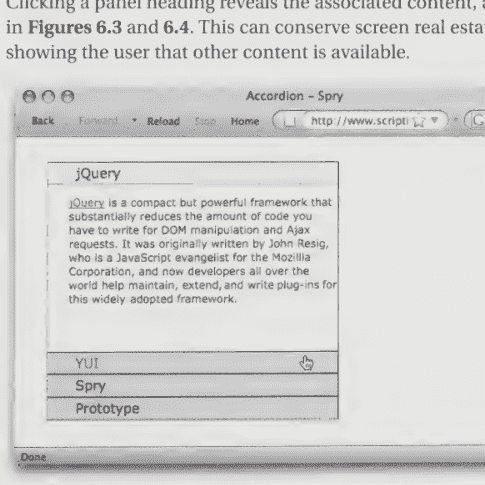 Clicking a panel heading reveals the associated content,
in Figures 6.3 and 6.4. This can conserve screen real
showing the user that other content is available.
Accordion – Spry
Back Forward Reload Stop Home http://www.scripti
jQuery
jQuery is a compact but powerful framework that
substantially reduces the amount of code you
have to write for DOM manipulation and Ajax
requests. It was originally written by John Resig,
who is a JavaScript evangelist for the Mozillia
Corporation, and now developers all over the
world help maintain, extend, and write plug-ins for
this widely adopted framework.
YUI
Spry
Prototype
Done